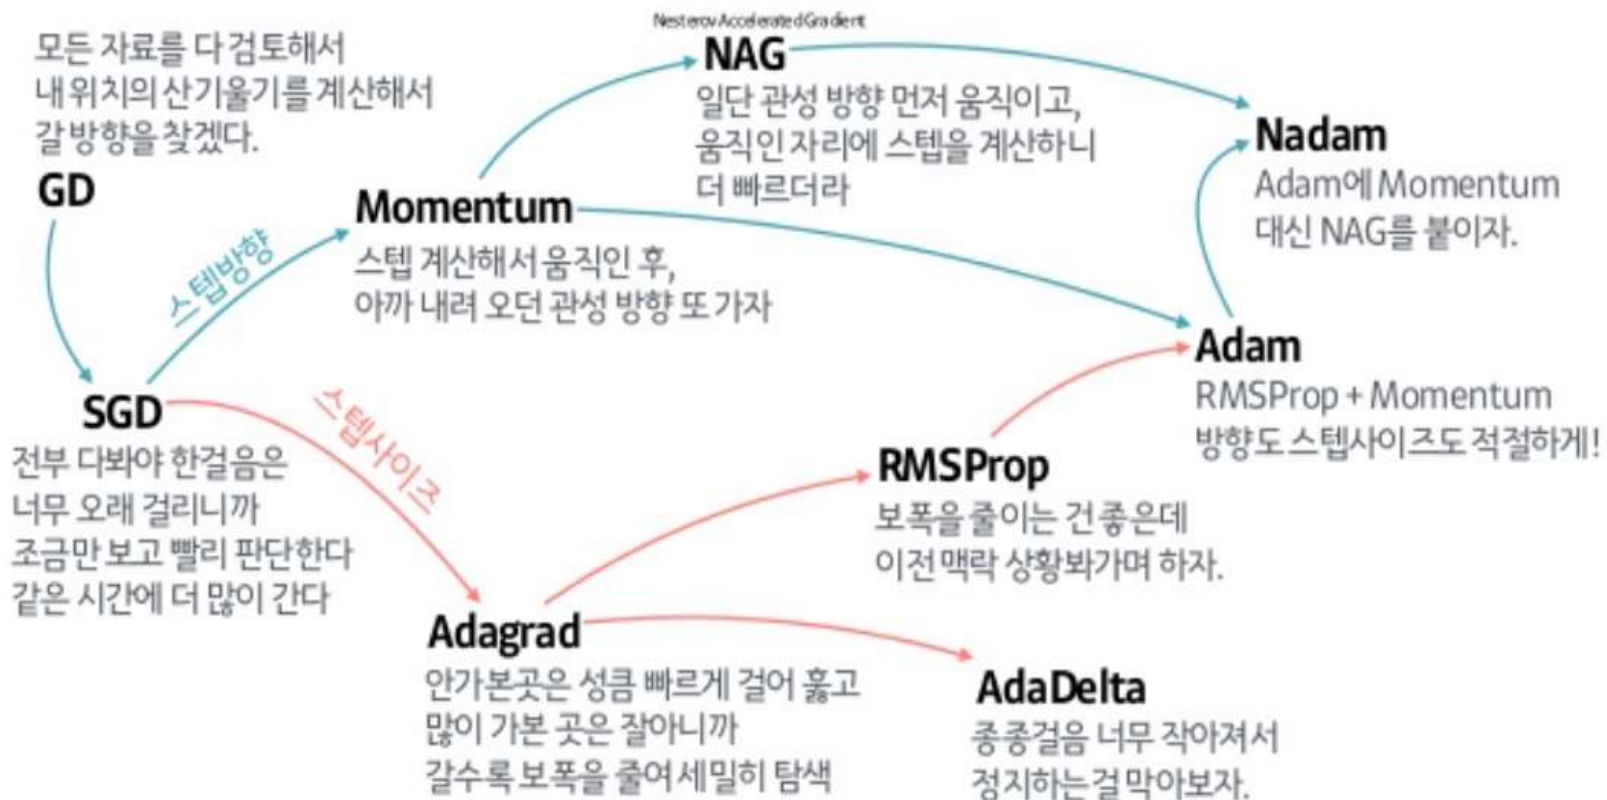 모든 자료를 다 검토해서
내 위치의 산기울기를 계산해서
갈 방향을 찾겠다.
GD
스텝방향
SGD
전부 다봐야 한걸음은
너무 오래 걸리니까
조금만 보고 빨리 판단한다
같은 시간에 더 많이 간다
Momentum
스텝 계산해서 움직인 후,
아까 내려 오던 관성 방향 또 가자
Nesterov Accelerated Gradient
NAG
일단 관성 방향 먼저 움직이고,
움직인 자리에 스텝을 계산하니
더 빠르더라
Nadam
Adam에 Momentum
대신 NAG를 붙이자.
Adam
RMSProp + Momentum
방향도 스텝사이즈도 적절하게!
스텝사이즈
RMSProp
보폭을 줄이는 건 좋은데
이전 맥락 상황봐가며 하자.
Adagrad
안가본곳은 성큼 빠르게 걸어 훓고
많이 가본 곳은 잘아니까
갈수록 보폭을 줄여 세밀히 탐색
AdaDelta
종종걸음 너무 작아져서
정지하는걸 막아보자.